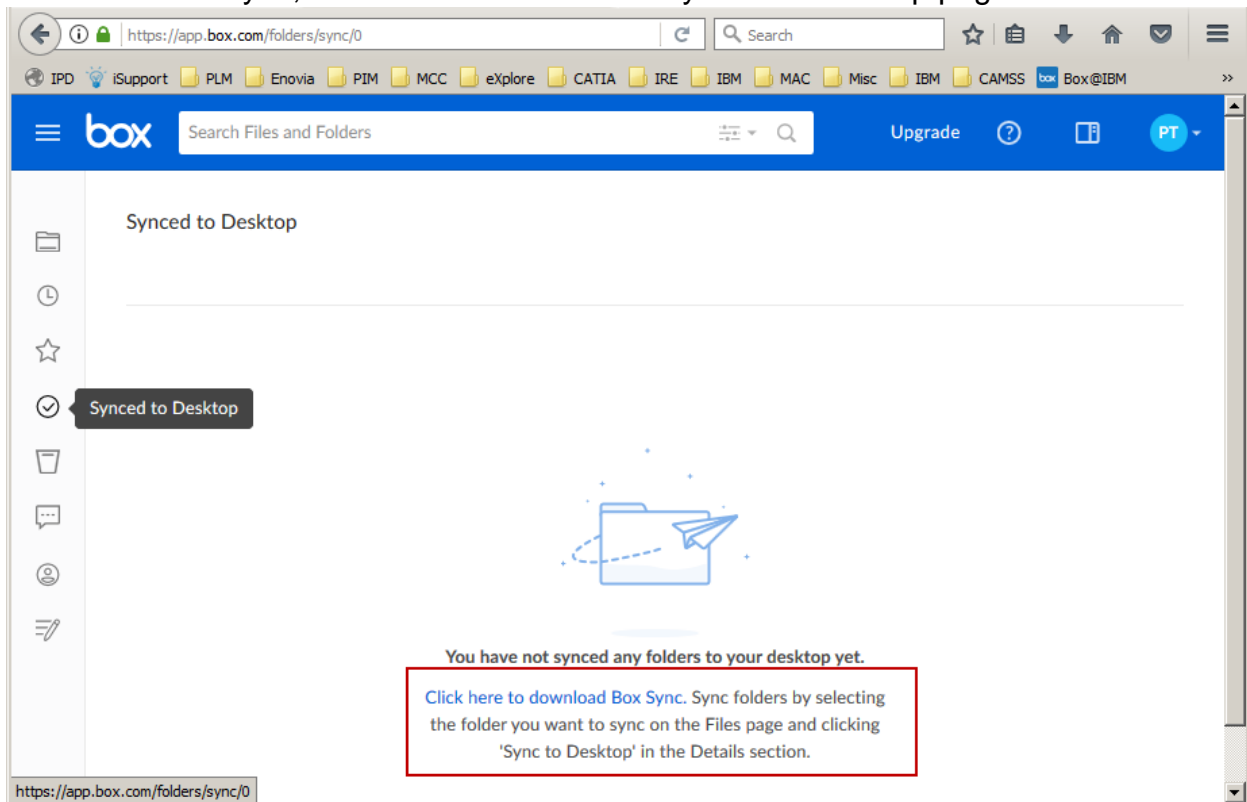 https://app.box.com/folders/sync/0
Search
IPD iSupport PLM Enovia PIM MCC eXplore CATIA IRE IBM MAC Misc IBM CAMSS box Box@IBM »
box Search Files and Folders Upgrade ? PT
Synced to Desktop
Synced to Desktop
You have not synced any folders to your desktop yet.
Click here to download Box Sync. Sync folders by selecting
the folder you want to sync on the Files page and clicking
'Sync to Desktop' in the Details section.
https://app.box.com/folders/sync/0